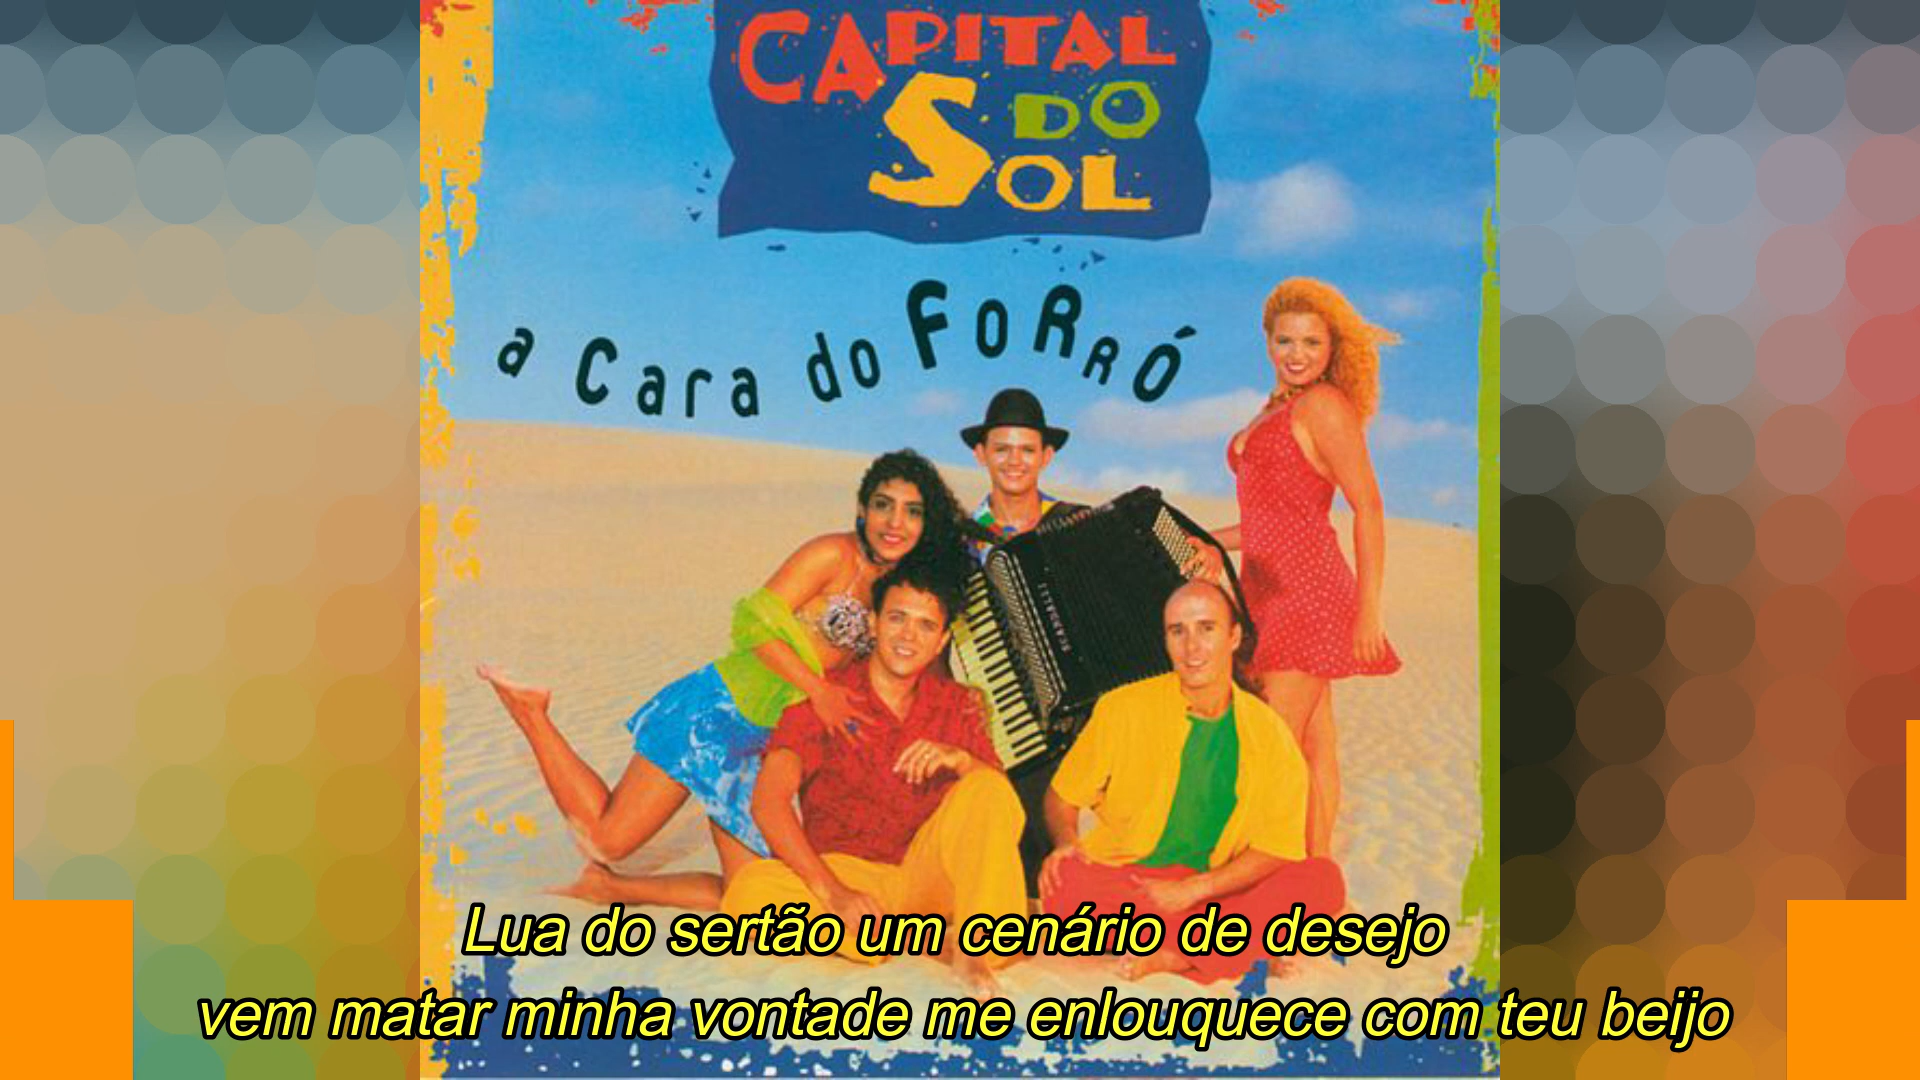 CAPITAL
DO
SOL
a cara do FORRÓ
SCANDALLI
Lua do sertão um cenário de desejo
vem matar minha vontade me enlouquece com teu beijo